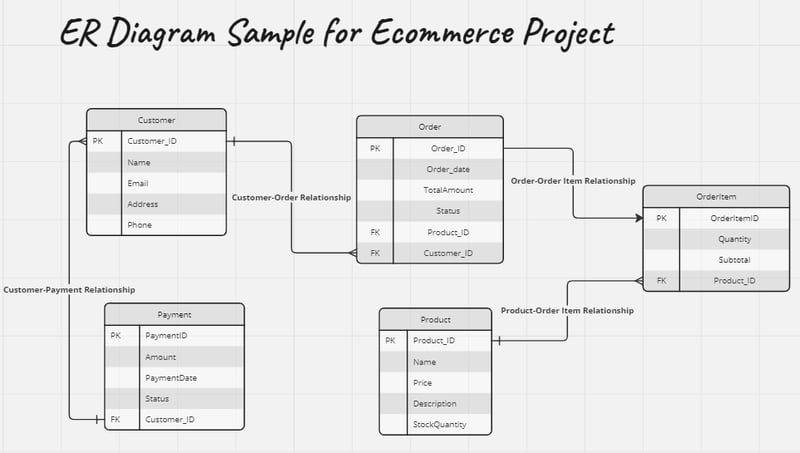 ER Diagram Sample for Ecommerce Project
Customer
PK Customer_ID
Name
Email
Address
Phone
Customer-Order Relationship
Order
PK Order_ID
Order_date
TotalAmount
Status
FK Product_ID
FK Customer_ID
Order-Order Item Relationship
OrderItem
PK OrderItemID
Quantity
Subtotal
FK Product_ID
Customer-Payment Relationship
Payment
PK PaymentID
Amount
PaymentDate
Status
FK Customer_ID
Product-Order Item Relationship
Product
PK Product_ID
Name
Price
Description
StockQuantity